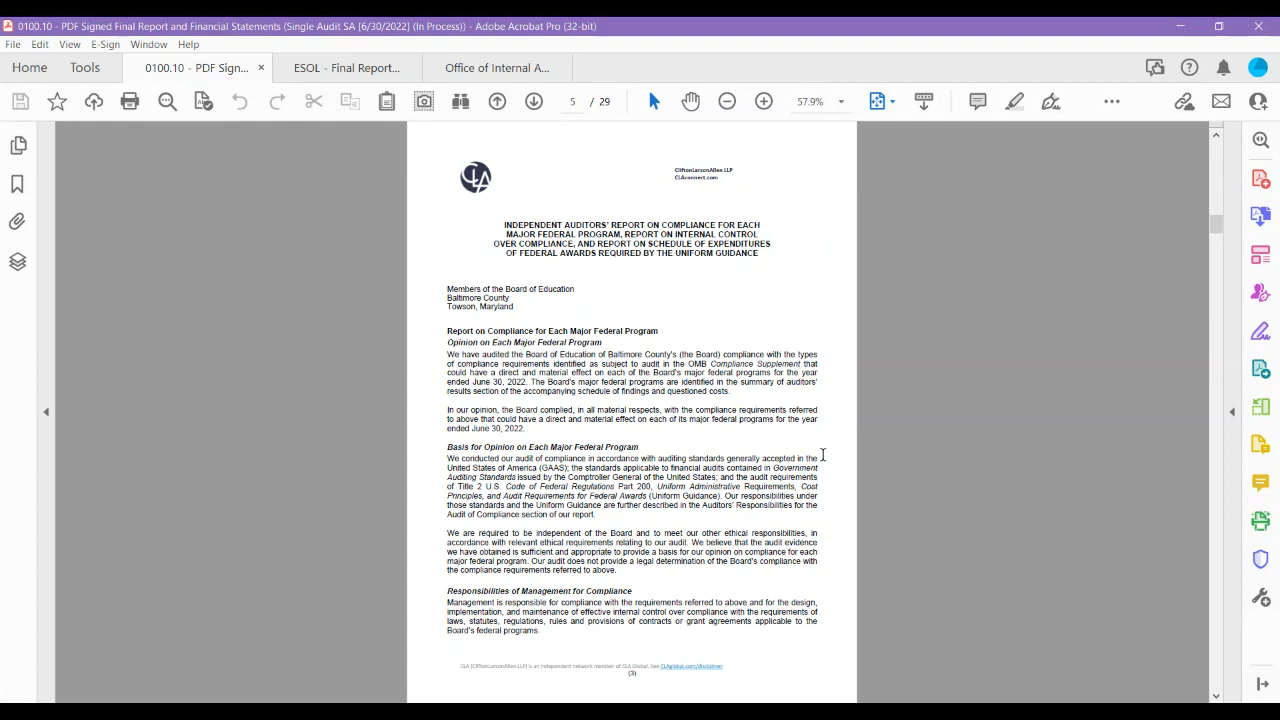 0100.10 - PDF Signed Final Report and Financial Statements (Single Audit SA [6/30/2022] (In Process)) - Adobe Acrobat Pro (32-bit)
File Edit View E-Sign Window Help
Home Tools 0100.10 - PDF Sign... × ESOL - Final Report... Office of Internal A...
5 / 29 57.9%
CLA
CliftonLarsonAllen LLP
CLAconnect.com
INDEPENDENT AUDITORS' REPORT ON COMPLIANCE FOR EACH
MAJOR FEDERAL PROGRAM, REPORT ON INTERNAL CONTROL
OVER COMPLIANCE, AND REPORT ON SCHEDULE OF EXPENDITURES
OF FEDERAL AWARDS REQUIRED BY THE UNIFORM GUIDANCE
Members of the Board of Education
Baltimore County
Towson, Maryland
Report on Compliance for Each Major Federal Program
Opinion on Each Major Federal Program
We have audited the Board of Education of Baltimore County's (the Board) compliance with the types
of compliance requirements identified as subject to audit in the OMB Compliance Supplement that
could have a direct and material effect on each of the Board's major federal programs for the year
ended June 30, 2022. The Board's major federal programs are identified in the summary of auditors'
results section of the accompanying schedule of findings and questioned costs.
In our opinion, the Board complied, in all material respects, with the compliance requirements referred
to above that could have a direct and material effect on each of its major federal programs for the year
ended June 30, 2022.
Basis for Opinion on Each Major Federal Program
We conducted our audit of compliance in accordance with auditing standards generally accepted in the
United States of America (GAAS); the standards applicable to financial audits contained in Government
Auditing Standards issued by the Comptroller General of the United States; and the audit requirements
of Title 2 U.S. Code of Federal Regulations Part 200, Uniform Administrative Requirements, Cost
Principles, and Audit Requirements for Federal Awards (Uniform Guidance). Our responsibilities under
those standards and the Uniform Guidance are further described in the Auditors' Responsibilities for the
Audit of Compliance section of our report.
We are required to be independent of the Board and to meet our other ethical responsibilities, in
accordance with relevant ethical requirements relating to our audit. We believe that the audit evidence
we have obtained is sufficient and appropriate to provide a basis for our opinion on compliance for each
major federal program. Our audit does not provide a legal determination of the Board's compliance with
the compliance requirements referred to above.
Responsibilities of Management for Compliance
Management is responsible for compliance with the requirements referred to above and for the design,
implementation, and maintenance of effective internal control over compliance with the requirements of
laws, statutes, regulations, rules and provisions of contracts or grant agreements applicable to the
Board's federal programs.
CLA (CliftonLarsonAllen LLP) is an independent network member of CLA Global. See CLAglobal.com/disclaimer.
(3)